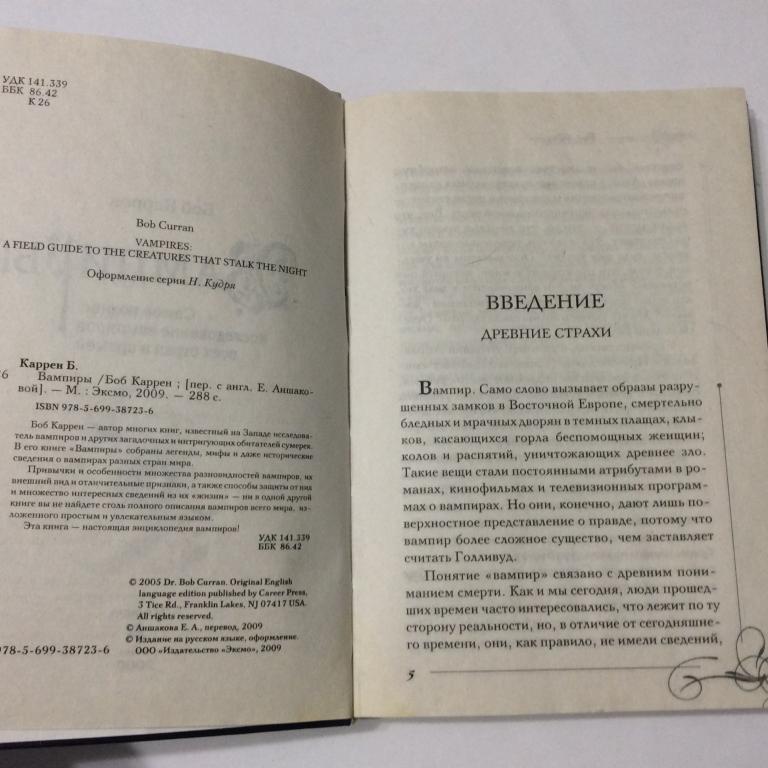 УДК 141.339
ББК 86.42
К 26
Bob Curran
VAMPIRES:
A FIELD GUIDE TO THE CREATURES THAT STALK THE NIGHT
Оформление серии Н. Кудря
Каррен Б.
Вампиры /Боб Каррен ; [пер. с англ. Е. Аншако-
вой]. — М. : Эксмо, 2009. — 288 с.
ISBN 978-5-699-38723-6
Боб Каррен — автор многих книг, известный на Западе исследова-
тель вампиров и других загадочных и интригующих обитателей сумерек.
В его книге «Вампиры» собраны легенды, мифы и даже исторические
сведения о вампирах разных стран мира.
Привычки и особенности множества разновидностей вампиров, их
внешний вид и отличительные признаки, а также способы защиты от них
и множество интересных сведений из их «жизни» — ни в одной другой
книге вы не найдете столь полного описания вампиров всего мира, из-
ложенного простым и увлекательным языком.
Эта книга — настоящая энциклопедия вампиров!
УДК 141.339
ББК 86.42
© 2005 Dr. Bob Curran. Original English
language edition published by Career Press,
3 Tice Rd., Franklin Lakes, NJ 07417 USA.
All rights reserved.
© Аншакова Е. А., перевод, 2009
© Издание на русском языке, оформление.
ООО «Издательство «Эксмо», 2009
978-5-699-38723-6
ВВЕДЕНИЕ
ДРЕВНИЕ СТРАХИ
Вампир. Само слово вызывает образы разру-
шенных замков в Восточной Европе, смертельно
бледных и мрачных дворян в темных плащах, клы-
ков, касающихся горла беспомощных женщин;
колов и распятий, уничтожающих древнее зло.
Такие вещи стали постоянными атрибутами в ро-
манах, кинофильмах и телевизионных програм-
мах о вампирах. Но они, конечно, дают лишь по-
верхностное представление о правде, потому что
вампир более сложное существо, чем заставляет
считать Голливуд.
Понятие «вампир» связано с древним пони-
манием смерти. Как и мы сегодня, люди прошед-
ших времен часто интересовались, что лежит по ту
сторону реальности, но, в отличие от сегодняшне-
го времени, они, как правило, не имели сведений,
5